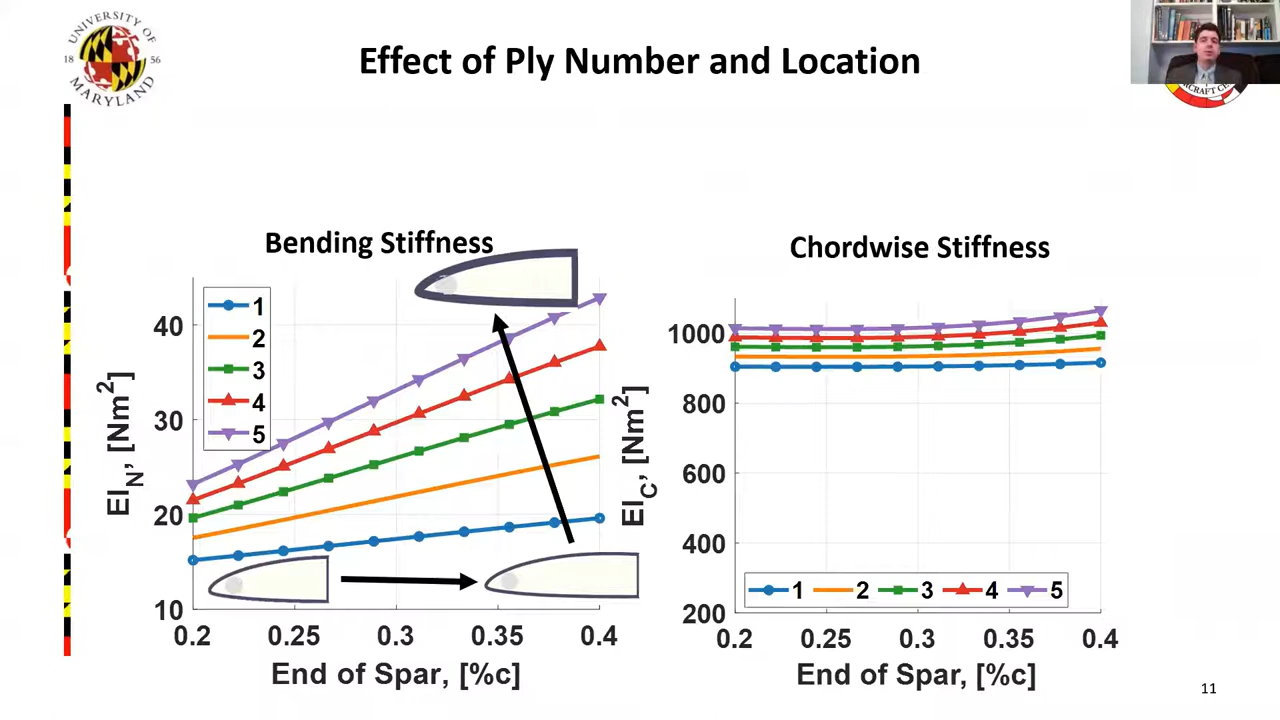 UNIVERSITY OF
18 56
MARYLAND
Effect of Ply Number and Location
Bending Stiffness
EI_N, [Nm²]
40
30
20
10
1
2
3
4
5
0.2 0.25 0.3 0.35 0.4
End of Spar, [%c]
Chordwise Stiffness
EI_C, [Nm²]
1000
800
600
400
200
1 2 3 4 5
0.2 0.25 0.3 0.35 0.4
End of Spar, [%c]
11